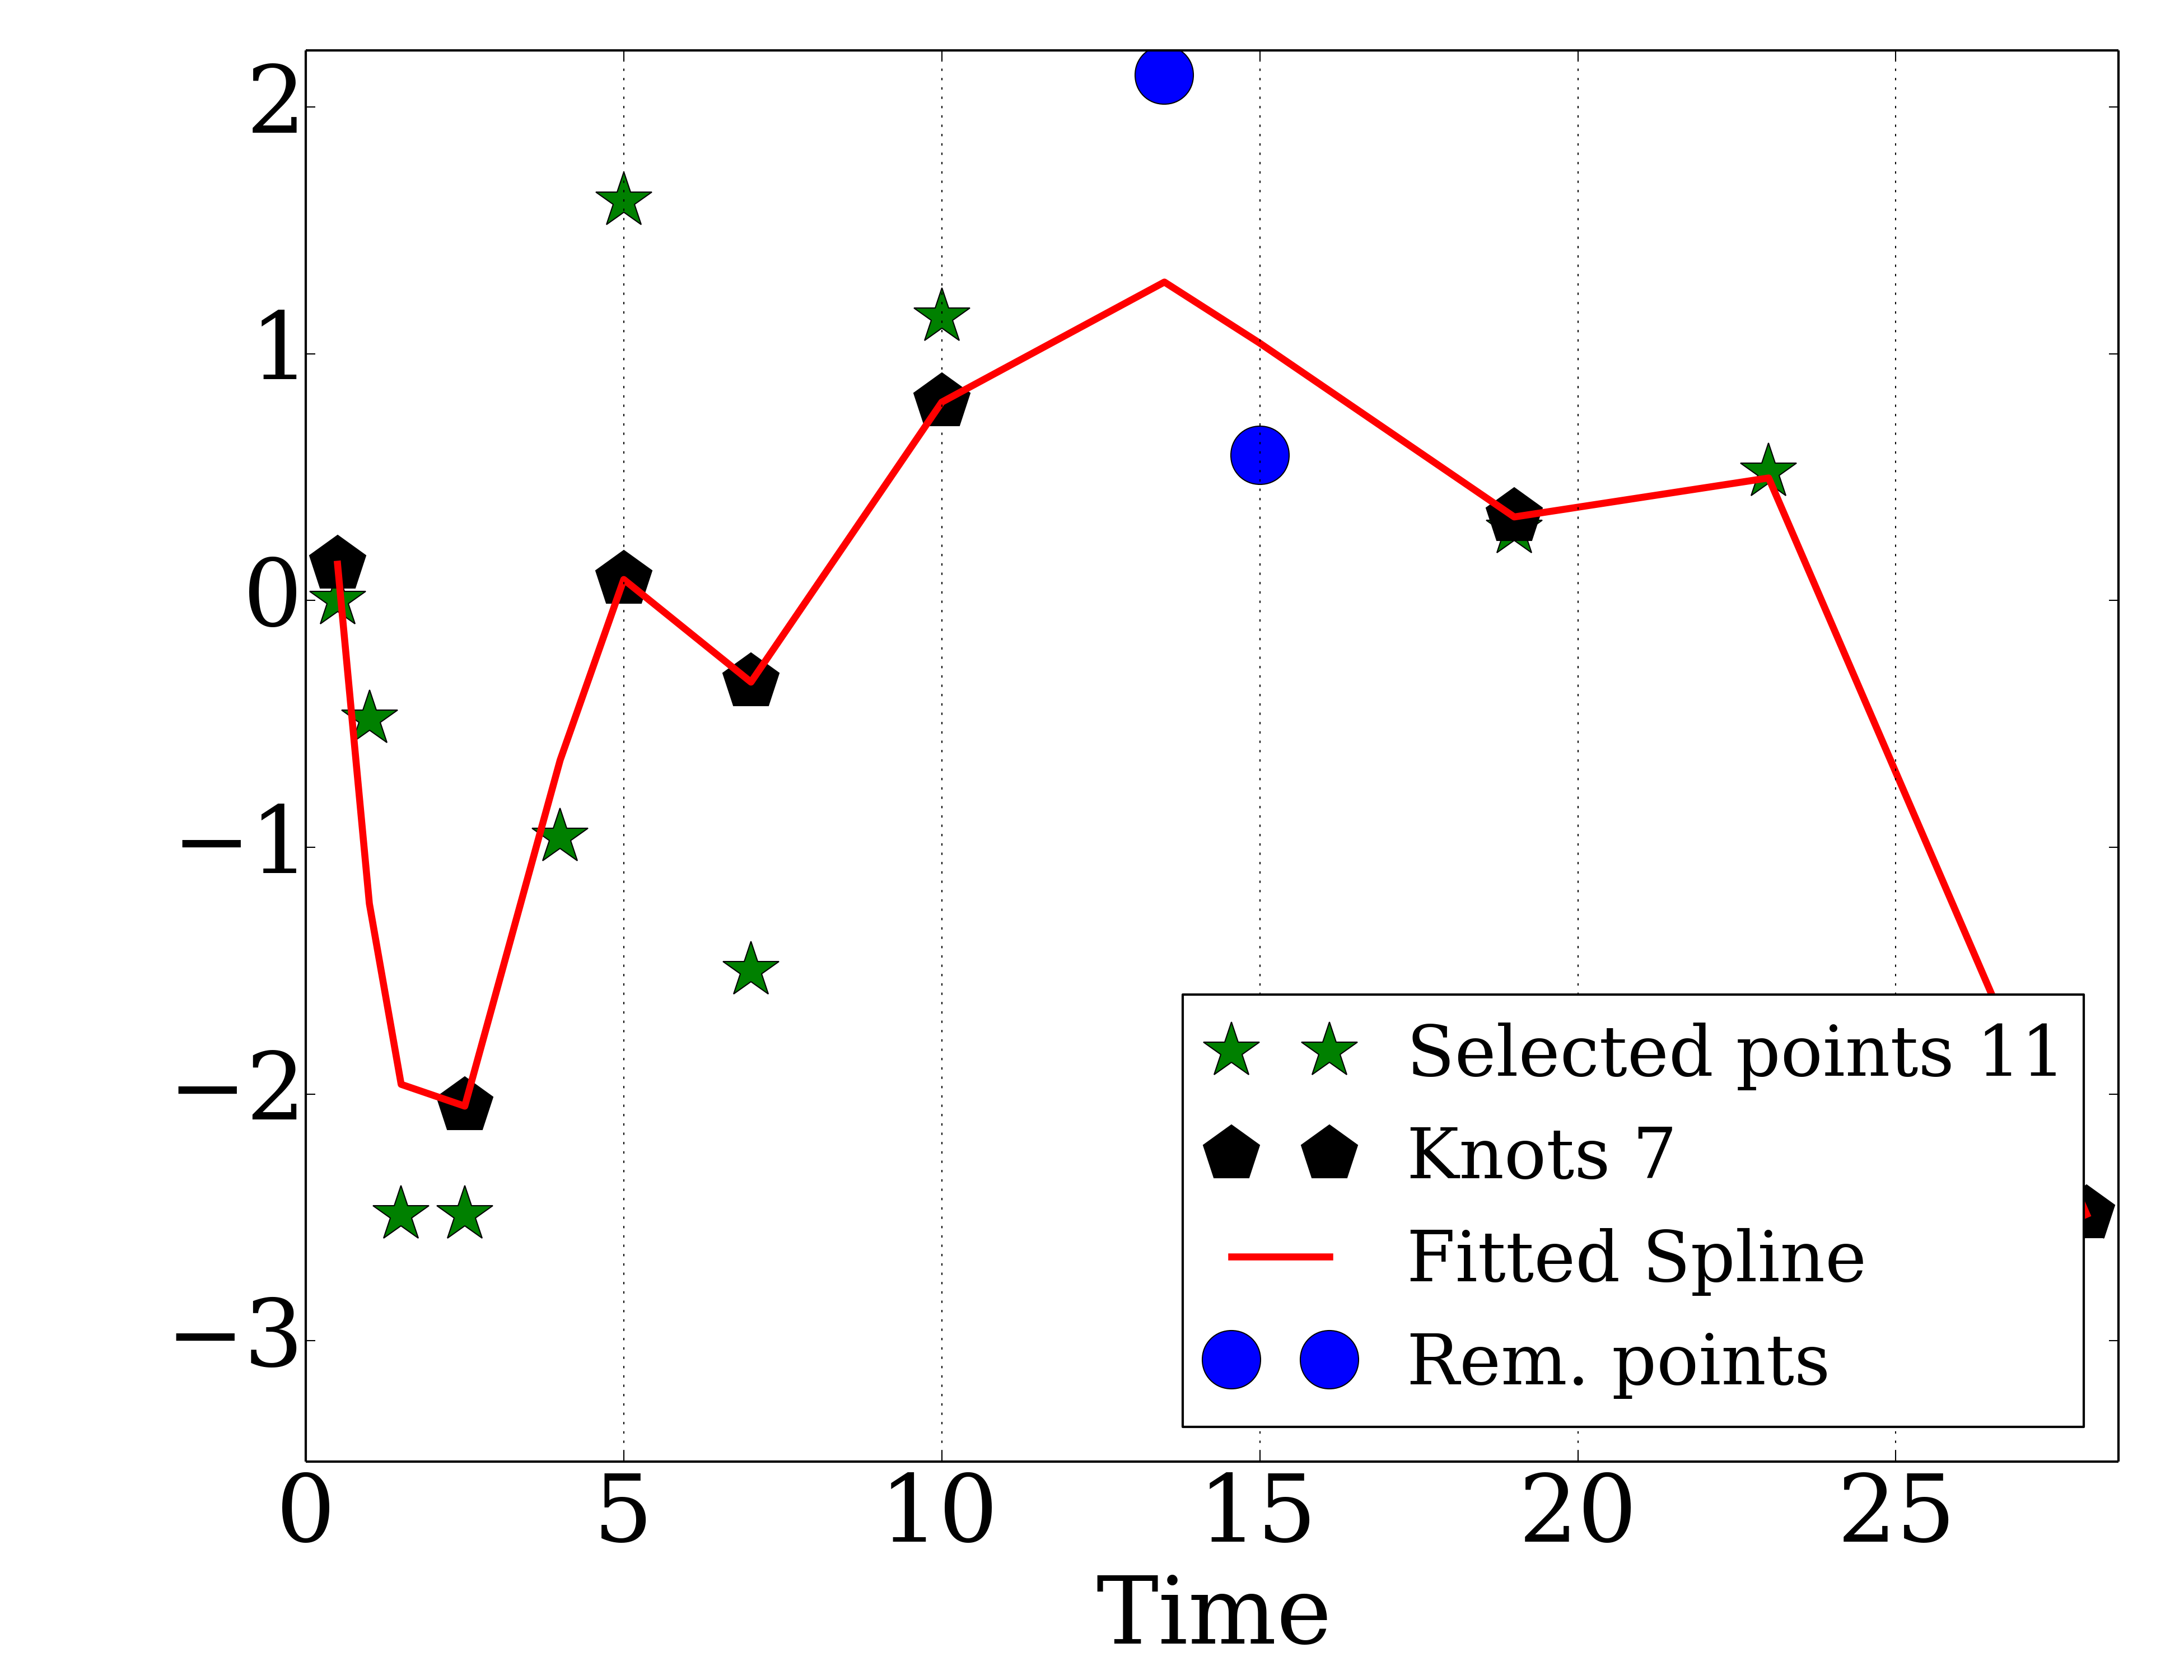 2
1
0
−1
−2
−3
0 5 10 15 20 25
Time
Selected points 11
Knots 7
Fitted Spline
Rem. points